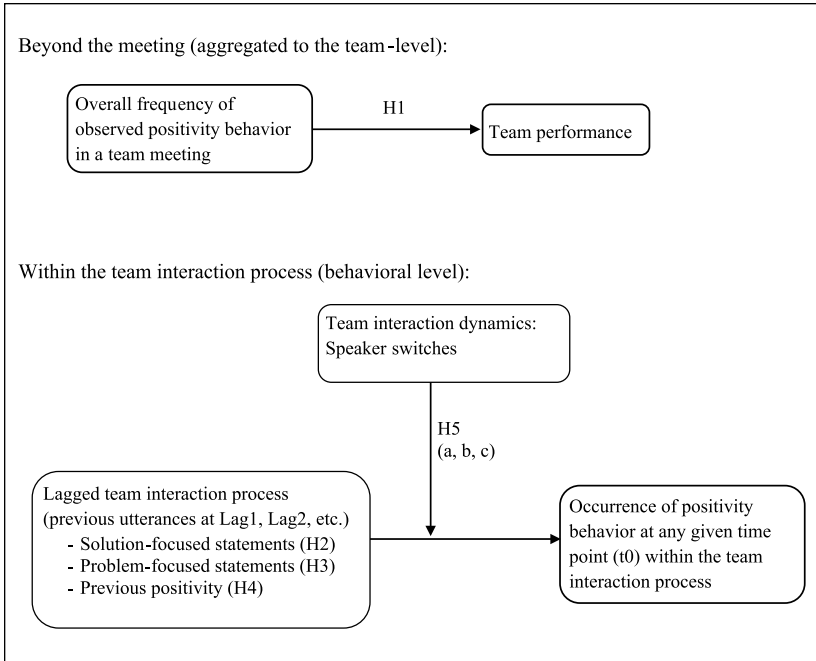 Beyond the meeting (aggregated to the team-level):
Overall frequency of
observed positivity behavior
in a team meeting
H1
Team performance
Within the team interaction process (behavioral level):
Team interaction dynamics:
Speaker switches
H5
(a, b, c)
Lagged team interaction process
(previous utterances at Lag1, Lag2, etc.)
- Solution-focused statements (H2)
- Problem-focused statements (H3)
- Previous positivity (H4)
Occurrence of positivity
behavior at any given time
point (t0) within the team
interaction process